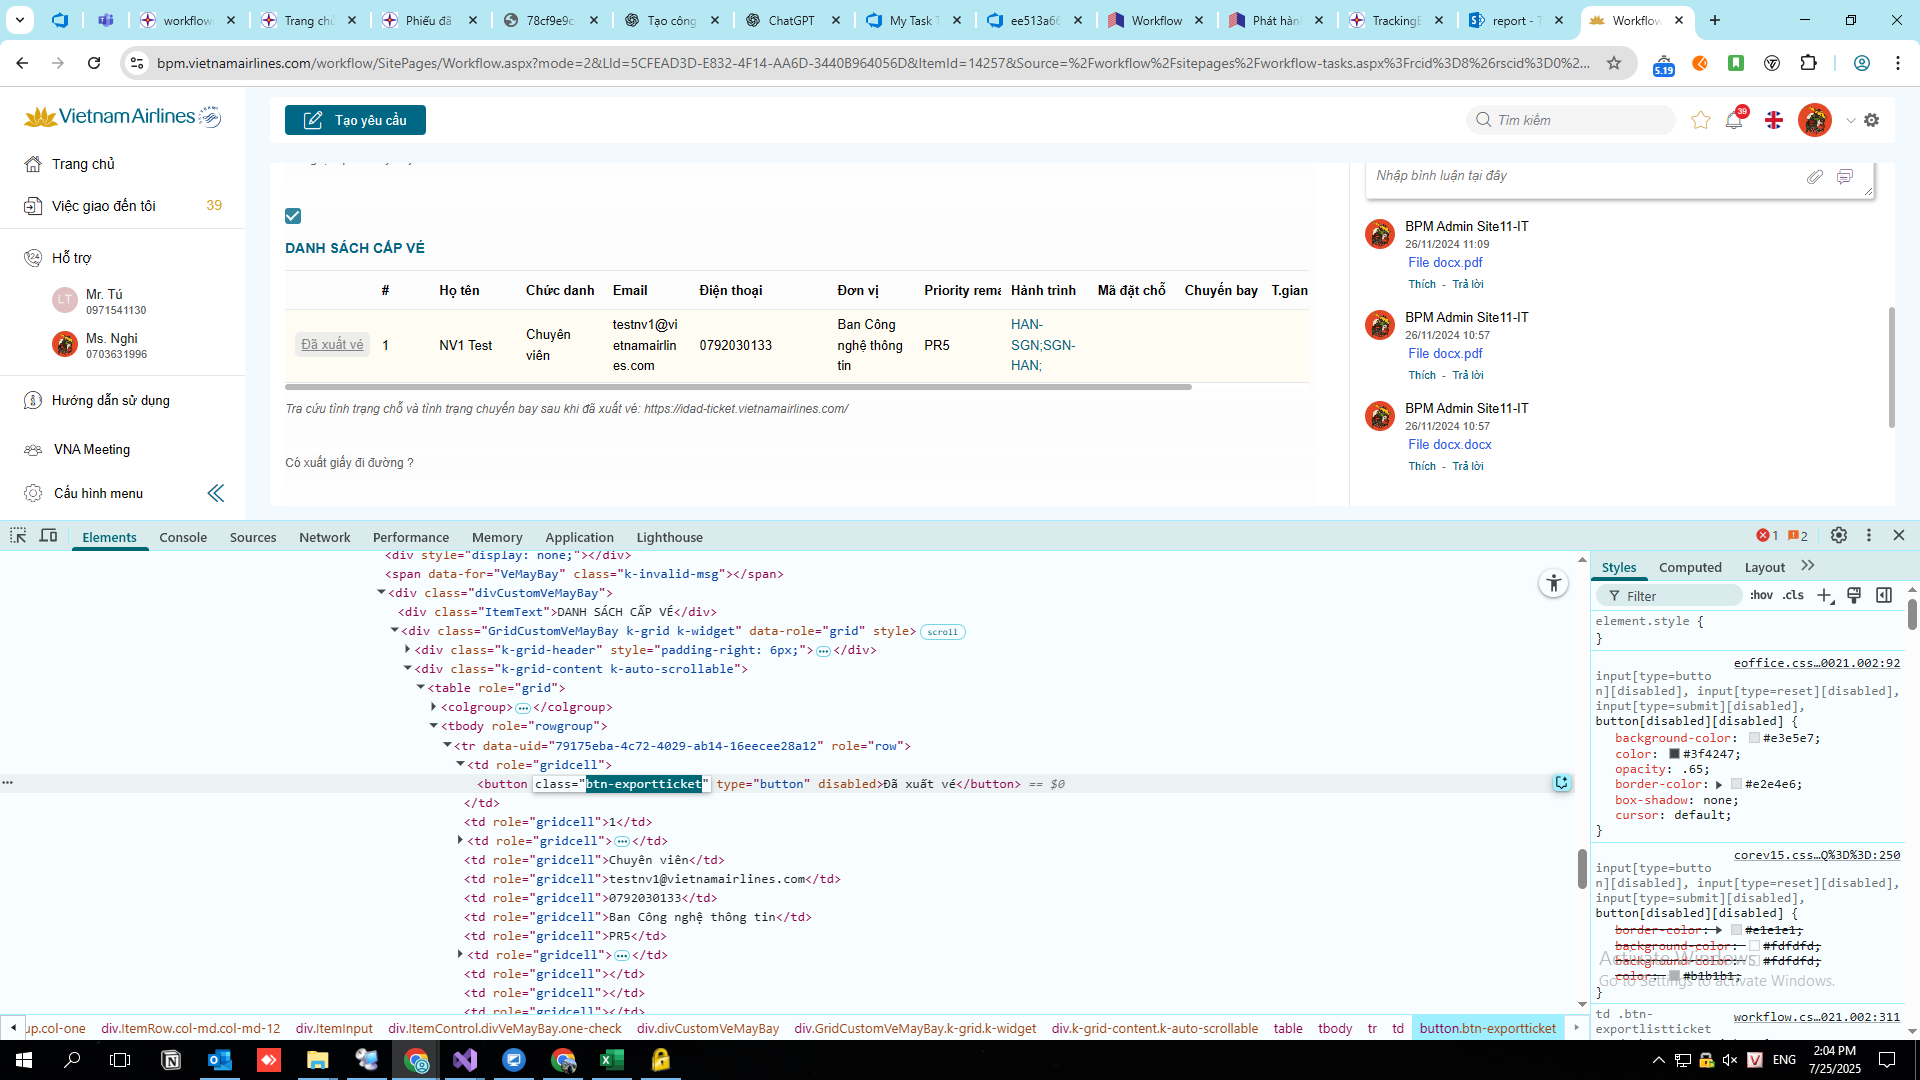 workflow
Trang chủ
Phiếu đă
78cf9e9c-
Tạo công
ChatGPT
My Task T
ee513a66
Workflow
Phát hàn
TrackingE
report - T
Workflow
bpm.vietnamairlines.com/workflow/SitePages/Workflow.aspx?mode=2&LId=5CFEAD3D-E832-4F14-AA6D-3440B964056D&ItemId=14257&Source=%2Fworkflow%2Fsitepages%2Fworkflow-tasks.aspx%3Frcid%3D8%26rscid%3D0%2...
5.19
Vietnam Airlines
Tạo yêu cầu
Tìm kiếm
39
Trang chủ
Việc giao đến tôi 39
Hỗ trợ
LT
Mr. Tú
0971541130
Ms. Nghi
0703631996
Hướng dẫn sử dụng
VNA Meeting
Cấu hình menu
DANH SÁCH CẤP VÉ
# Họ tên Chức danh Email Điện thoại Đơn vị Priority rema Hành trình Mã đặt chỗ Chuyến bay T.gian
Đã xuất vé 1 NV1 Test Chuyên viên testnv1@vietnamairlines.com 0792030133 Ban Công nghệ thông tin PR5 HAN-SGN;SGN-HAN;
Tra cứu tình trạng chỗ và tình trạng chuyến bay sau khi đã xuất vé: https://idad-ticket.vietnamairlines.com/
Có xuất giấy đi đường ?
Nhập bình luận tại đây
BPM Admin Site11-IT
26/11/2024 11:09
File docx.pdf
Thích - Trả lời
BPM Admin Site11-IT
26/11/2024 10:57
File docx.pdf
Thích - Trả lời
BPM Admin Site11-IT
26/11/2024 10:57
File docx.docx
Thích - Trả lời
Elements Console Sources Network Performance Memory Application Lighthouse
1 2
<div style="display: none;"></div>
<span data-for="VeMayBay" class="k-invalid-msg"></span>
<div class="divCustomVeMayBay">
<div class="ItemText">DANH SÁCH CẤP VÉ</div>
<div class="GridCustomVeMayBay k-grid k-widget" data-role="grid" style> scroll
<div class="k-grid-header" style="padding-right: 6px;"> … </div>
<div class="k-grid-content k-auto-scrollable">
<table role="grid">
<colgroup> … </colgroup>
<tbody role="rowgroup">
<tr data-uid="79175eba-4c72-4029-ab14-16eecee28a12" role="row">
<td role="gridcell">
<button class="btn-exportticket" type="button" disabled>Đã xuất vé</button> == $0
</td>
<td role="gridcell">1</td>
<td role="gridcell"> … </td>
<td role="gridcell">Chuyên viên</td>
<td role="gridcell">testnv1@vietnamairlines.com</td>
<td role="gridcell">0792030133</td>
<td role="gridcell">Ban Công nghệ thông tin</td>
<td role="gridcell">PR5</td>
<td role="gridcell"> … </td>
<td role="gridcell"></td>
<td role="gridcell"></td>
<td role="gridcell"></td>
up.col-one div.ItemRow.col-md.col-md-12 div.ItemInput div.ItemControl.divVeMayBay.one-check div.divCustomVeMayBay div.GridCustomVeMayBay.k-grid.k-widget div.k-grid-content.k-auto-scrollable table tbody tr td button.btn-exportticket
Styles Computed Layout
Filter :hov .cls
element.style {
}
eoffice.css…0021.002:92
input[type=butto
n][disabled], input[type=reset][disabled],
input[type=submit][disabled],
button[disabled][disabled] {
background-color: #e3e5e7;
color: #3f4247;
opacity: .65;
border-color: #e2e4e6;
box-shadow: none;
cursor: default;
}
corev15.css…Q%3D%3D:250
input[type=butto
n][disabled], input[type=reset][disabled],
input[type=submit][disabled],
button[disabled][disabled] {
border-color: #e1e1e1;
background-color: #fdfdfd;
background-color: #fdfdfd;
color: #b1b1b1;
}
Activate Windows
Go to Settings to activate Windows.
td .btn-
exportlistticket
workflow.cs…021.002:311
ENG
2:04 PM
7/25/2025